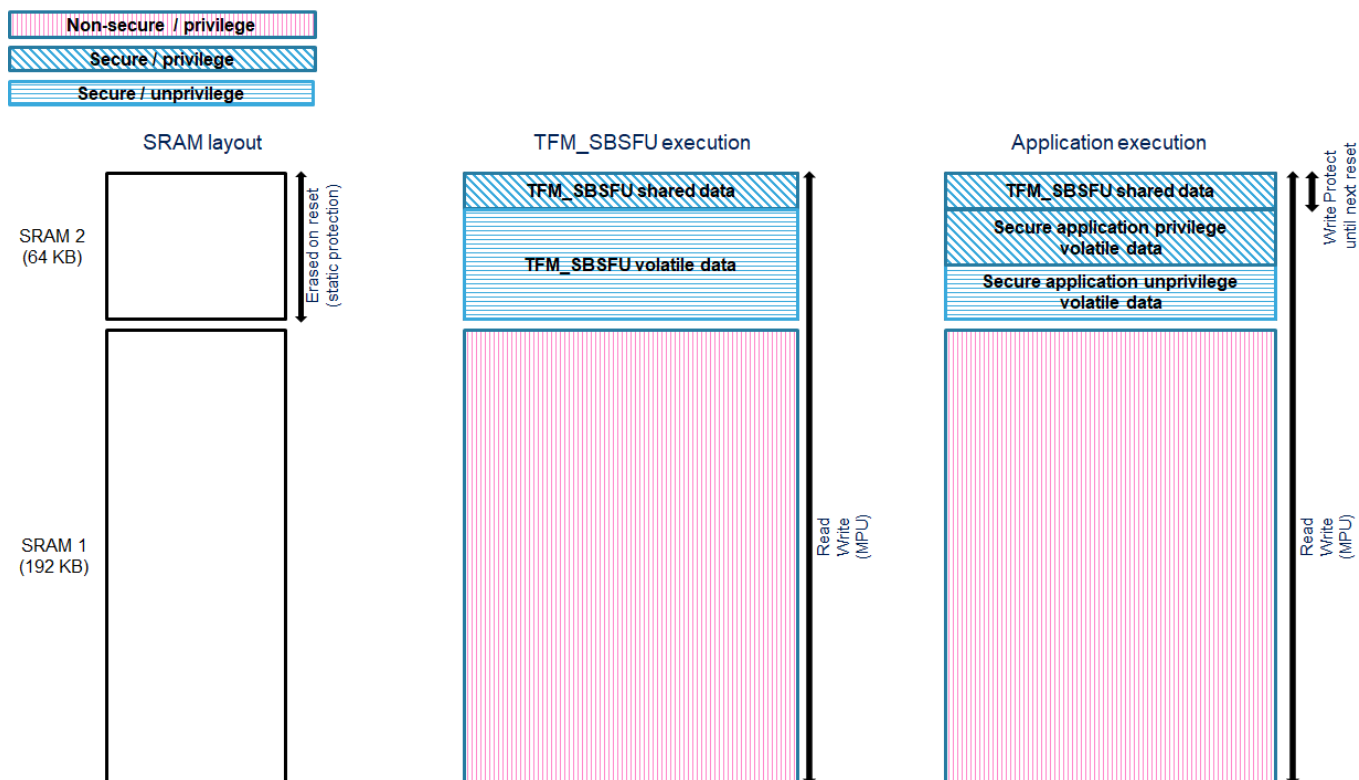 Non-secure / privilege
Secure / privilege
Secure / unprivilege
SRAM layout
TFM_SBSFU execution
Application execution
SRAM 2
(64 KB)
Erased on reset
(static protection)
TFM_SBSFU shared data
TFM_SBSFU volatile data
TFM_SBSFU shared data
Secure application privilege
volatile data
Secure application unprivilege
volatile data
Write Protect
until next reset
SRAM 1
(192 KB)
Read
Write
(MPU)
Read
Write
(MPU)